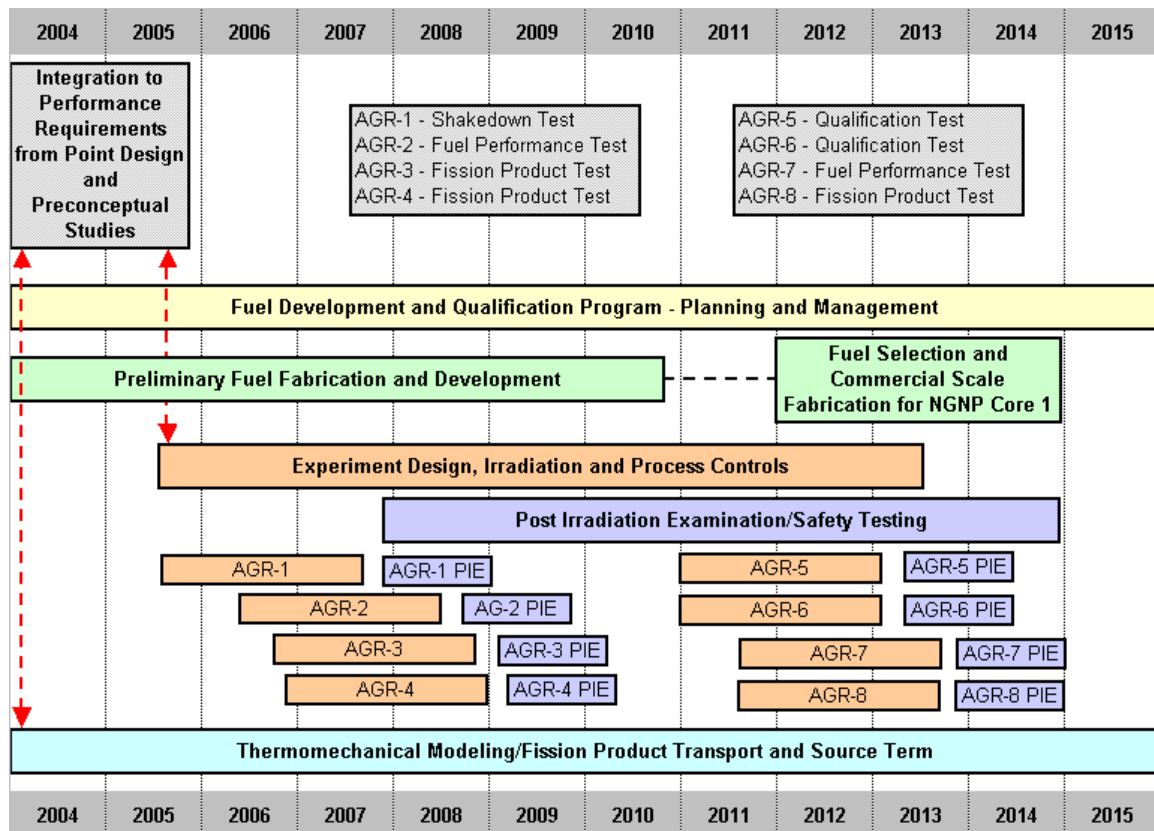 2004 2005 2006 2007 2008 2009 2010 2011 2012 2013 2014 2015
Integration to
Performance
Requirements
from Point Design
and
Preconceptual
Studies
AGR-1 - Shakedown Test
AGR-2 - Fuel Performance Test
AGR-3 - Fission Product Test
AGR-4 - Fission Product Test
AGR-5 - Qualification Test
AGR-6 - Qualification Test
AGR-7 - Fuel Performance Test
AGR-8 - Fission Product Test
Fuel Development and Qualification Program - Planning and Management
Preliminary Fuel Fabrication and Development
Fuel Selection and
Commercial Scale
Fabrication for NGNP Core 1
Experiment Design, Irradiation and Process Controls
Post Irradiation Examination/Safety Testing
AGR-1 AGR-1 PIE AGR-5 AGR-5 PIE
AGR-2 AG-2 PIE AGR-6 AGR-6 PIE
AGR-3 AGR-3 PIE AGR-7 AGR-7 PIE
AGR-4 AGR-4 PIE AGR-8 AGR-8 PIE
Thermomechanical Modeling/Fission Product Transport and Source Term
2004 2005 2006 2007 2008 2009 2010 2011 2012 2013 2014 2015